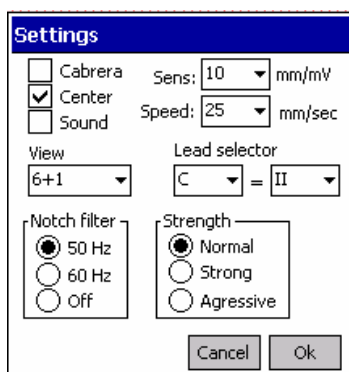 Settings
Cabrera Sens: 10 mm/mV
Center
Speed: 25 mm/sec
Sound
View Lead selector
6+1 C = II
Notch filter Strength
50 Hz Normal
60 Hz Strong
Off Agressive
Cancel Ok